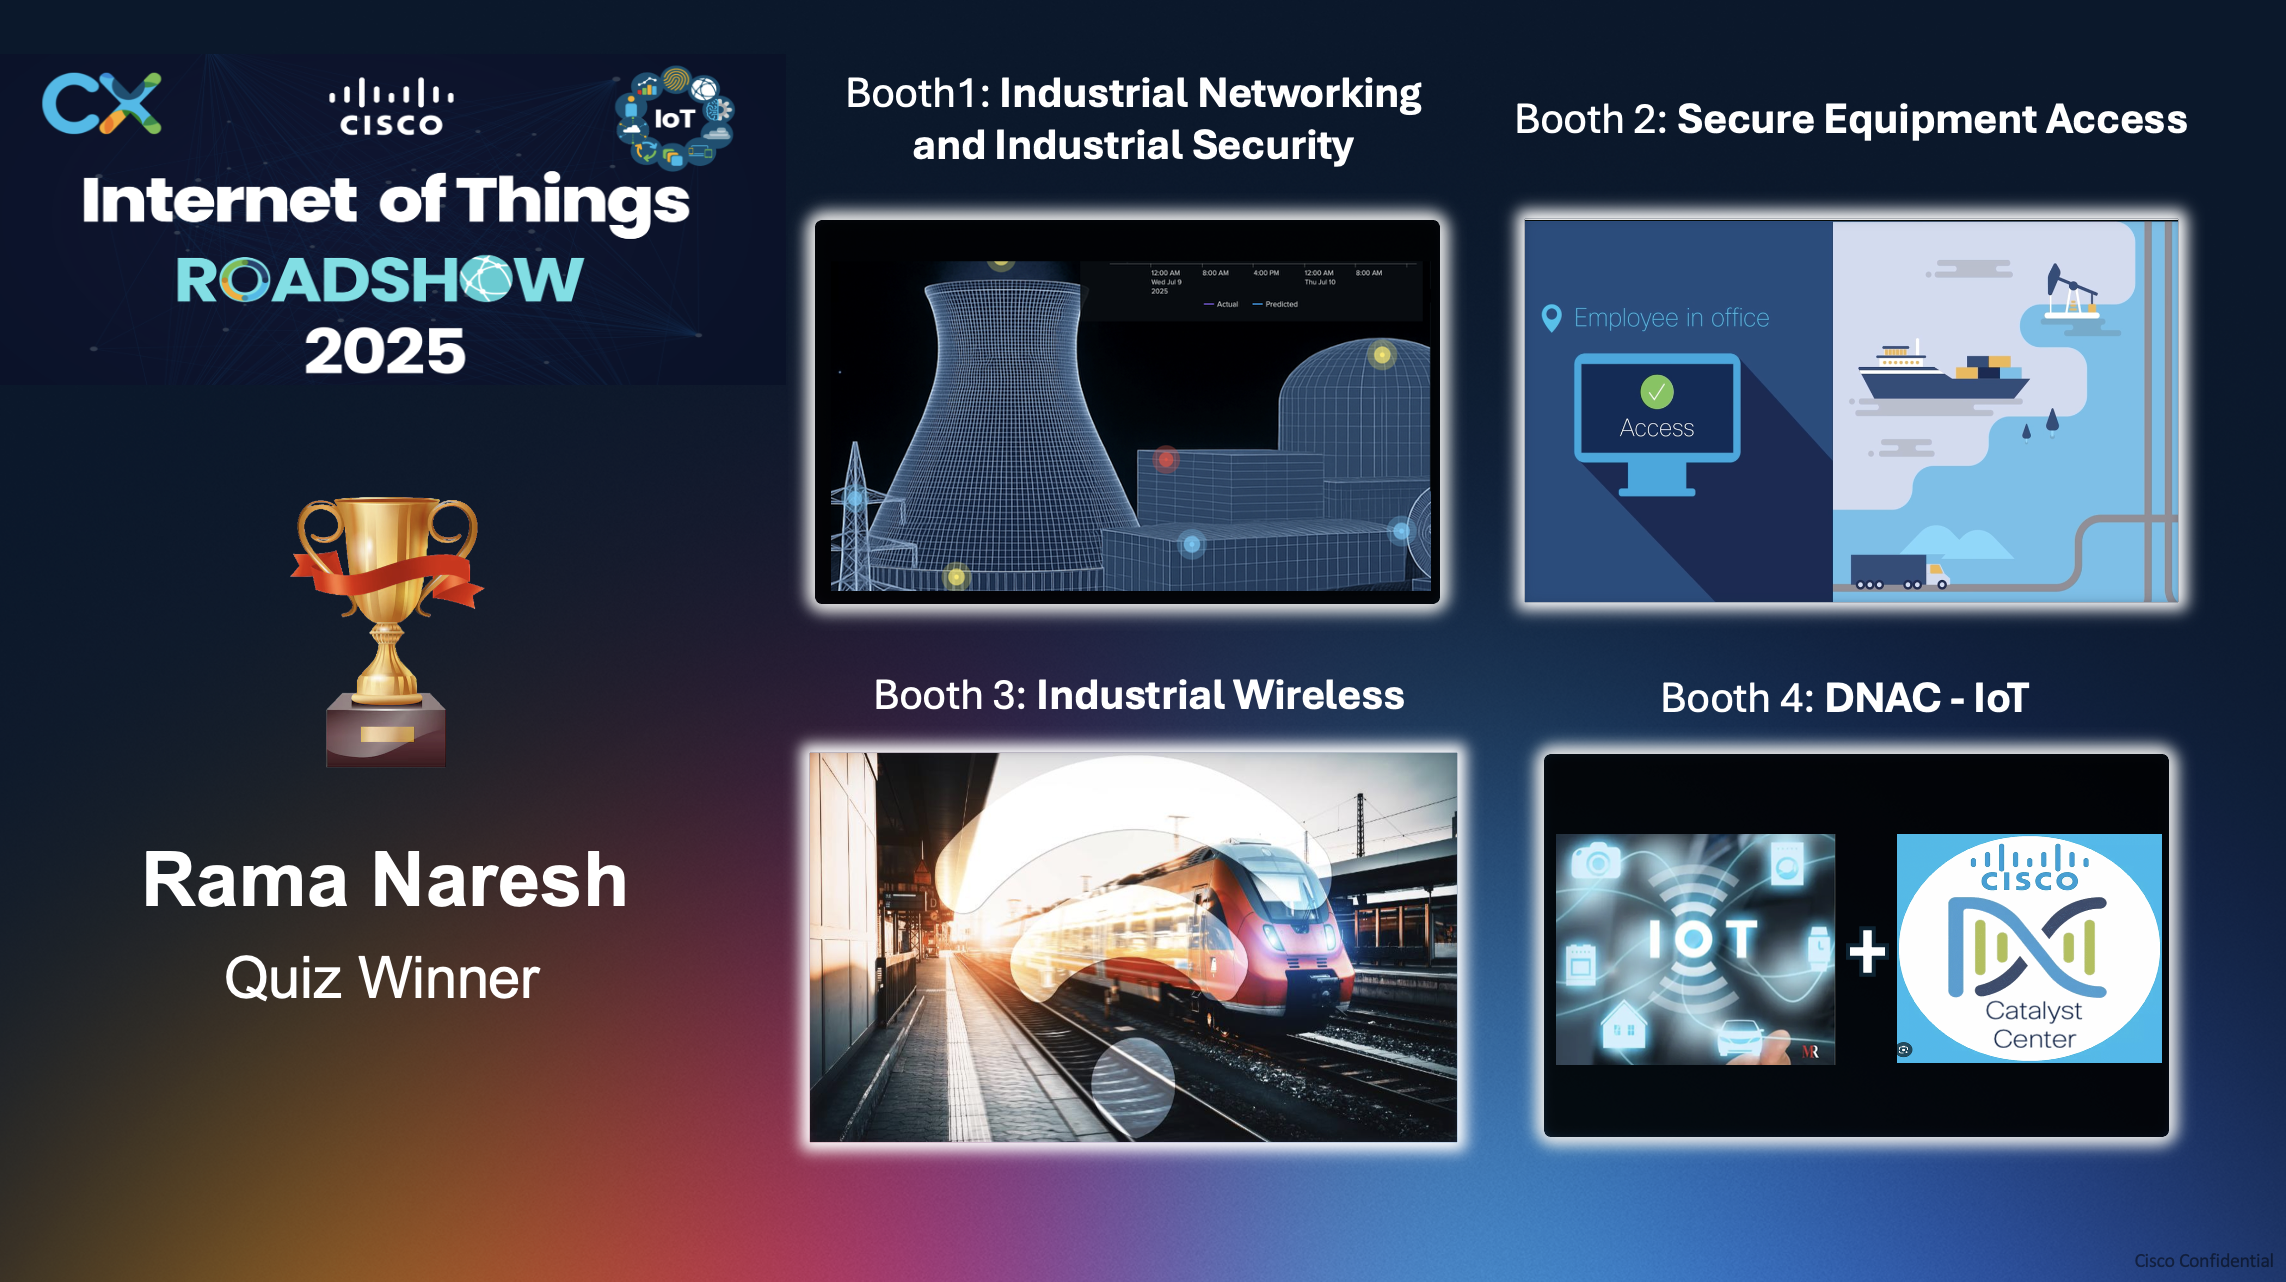 CX
CISCO
IoT
Internet of Things
ROADSHOW
2025
Rama Naresh
Quiz Winner
Booth1: Industrial Networking
and Industrial Security
12:00 AM 8:00 AM 4:00 PM 12:00 AM 8:00 AM
Wed Jul 9 Thu Jul 10
2025
Actual Predicted
Booth 2: Secure Equipment Access
Employee in office
Access
Booth 3: Industrial Wireless
Booth 4: DNAC - IoT
IOT
MR
+
CISCO
Catalyst
Center
Cisco Confidential